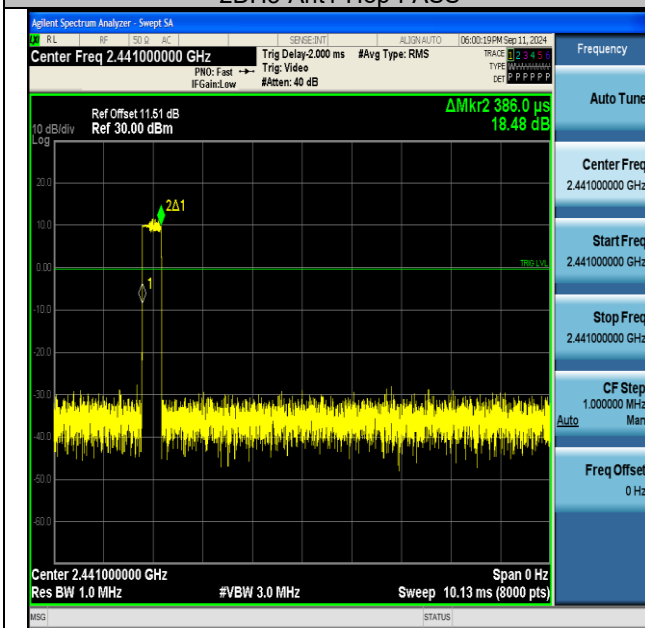 Agilent Spectrum Analyzer - Swept SA
RL RF 50 Ω AC SENSE:INT ALIGN AUTO 06:00:19 PM Sep 11, 2024
Center Freq 2.441000000 GHz
Trig Delay-2.000 ms #Avg Type: RMS TRACE 1 2 3 4 5 6
PNO: Fast Trig: Video TYPE
IFGain:Low #Atten: 40 dB DET P P P P P P
Frequency
Auto Tune
Ref Offset 11.51 dB ΔMkr2 386.0 µs
10 dB/div Ref 30.00 dBm 18.48 dB
Log
20.0
2Δ1
10.0
0.00
TRIG LVL
1
-10.0
-20.0
-30.0
-40.0
-50.0
-60.0
Center 2.441000000 GHz Span 0 Hz
Res BW 1.0 MHz #VBW 3.0 MHz Sweep 10.13 ms (8000 pts)
MSG STATUS
Center Freq
2.441000000 GHz
Start Freq
2.441000000 GHz
Stop Freq
2.441000000 GHz
CF Step
1.000000 MHz
Auto Man
Freq Offset
0 Hz